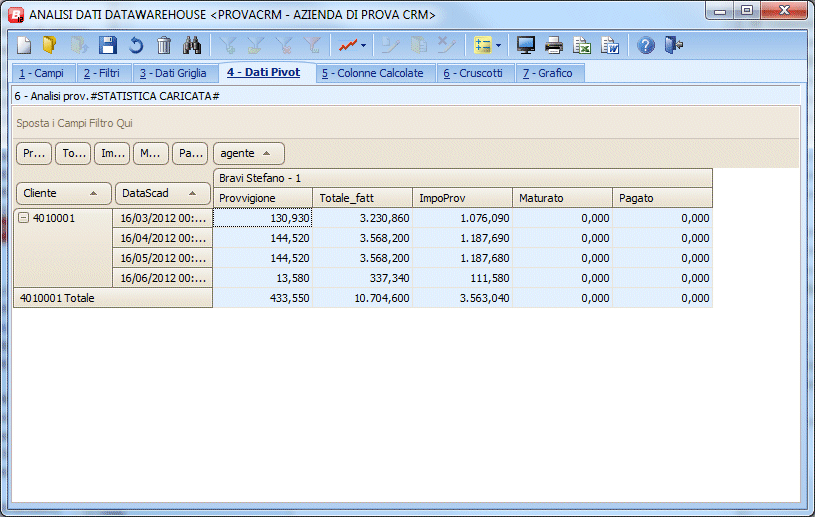 ANALISI DATI DATAWAREHOUSE <PROVACRM - AZIENDA DI PROVA CRM>
1 - Campi 2 - Filtri 3 - Dati Griglia 4 - Dati Pivot 5 - Colonne Calcolate 6 - Cruscotti 7 - Grafico
6 - Analisi prov.#STATISTICA CARICATA#
Sposta i Campi Filtro Qui
Pr... To... Im... M... Pa... agente
Bravi Stefano - 1
Cliente DataScad Provvigione Totale_fatt ImpoProv Maturato Pagato
4010001 16/03/2012 00:... 130,930 3.230,860 1.076,090 0,000 0,000
16/04/2012 00:... 144,520 3.568,200 1.187,690 0,000 0,000
16/05/2012 00:... 144,520 3.568,200 1.187,680 0,000 0,000
16/06/2012 00:... 13,580 337,340 111,580 0,000 0,000
4010001 Totale 433,550 10.704,600 3.563,040 0,000 0,000